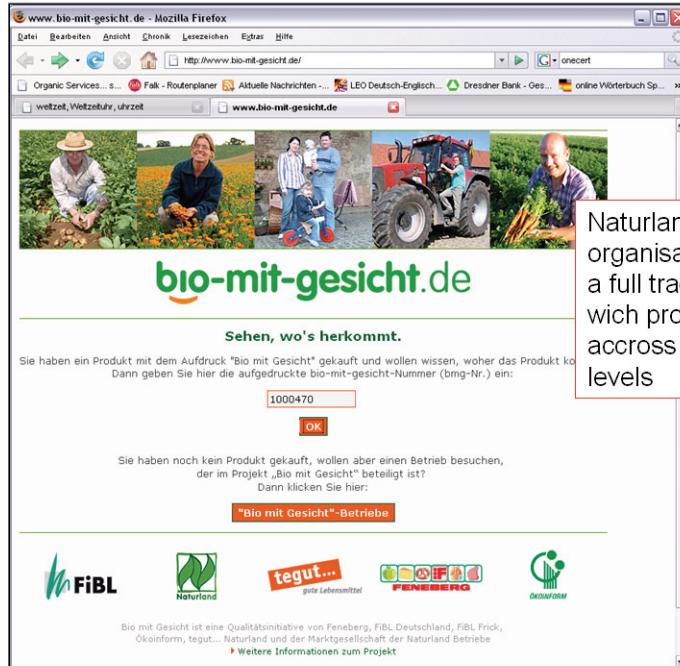 www.bio-mit-gesicht.de - Mozilla Firefox
Datei Bearbeiten Ansicht Chronik Lesezeichen Extras Hilfe
http://www.bio-mit-gesicht.de/
onecert
Organic Services... s... Falk - Routenplaner Aktuelle Nachrichten -... LEO Deutsch-Englisch... Dresdner Bank - Ges... online Wörterbuch Sp...
weltzeit, Weltzeituhr, uhrzeit www.bio-mit-gesicht.de
bio-mit-gesicht.de
Sehen, wo's herkommt.
Sie haben ein Produkt mit dem Aufdruck "Bio mit Gesicht" gekauft und wollen wissen, woher das Produkt
Dann geben Sie hier die aufgedruckte bio-mit-gesicht-Nummer (bmg-Nr.) ein:
1000470
OK
Sie haben noch kein Produkt gekauft, wollen aber einen Betrieb besuchen,
der im Projekt „Bio mit Gesicht" beteiligt ist?
Dann klicken Sie hier:
"Bio mit Gesicht"-Betriebe
FiBL
Naturland
tegut...
gute Lebensmittel
FENEBERG
ÖKOINFORM
Bio mit Gesicht ist eine Qualitätsinitiative von Feneberg, FiBL Deutschland, FiBL Frick,
Ökoinform, tegut... Naturland und der Marktgesellschaft der Naturland Betriebe
Weitere Informationen zum Projekt
Naturlan
organisa
a full tra
wich pro
accross
levels